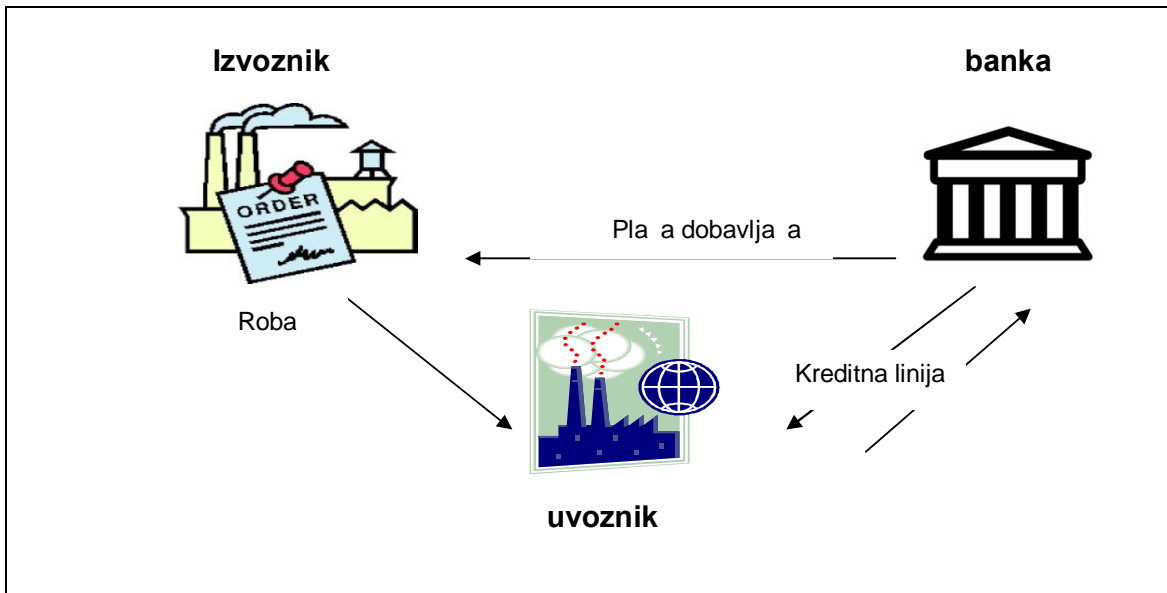 Izvoznik
banka
ORDER
Pla a dobavlja a
Roba
Kreditna linija
uvoznik